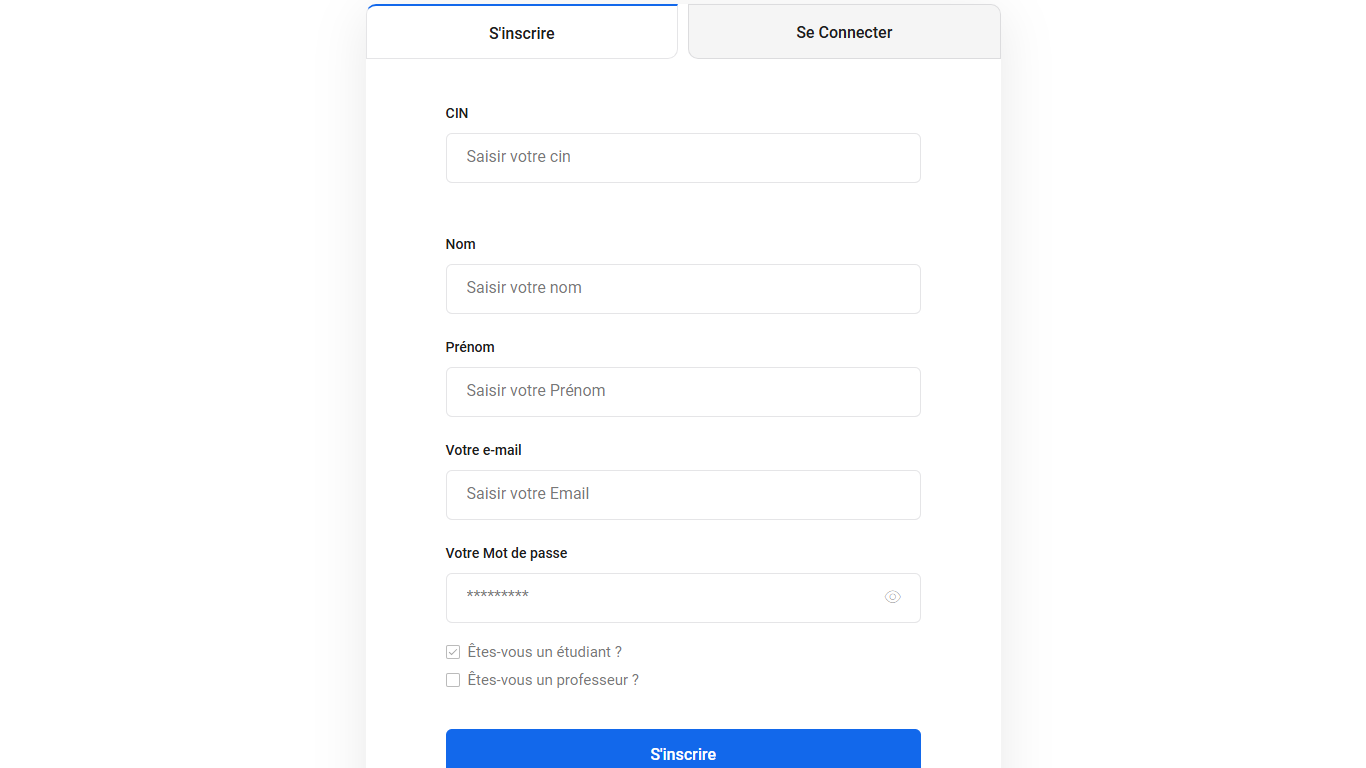 S'inscrire
Se Connecter
CIN
Saisir votre cin
Nom
Saisir votre nom
Prénom
Saisir votre Prénom
Votre e-mail
Saisir votre Email
Votre Mot de passe
*********
Êtes-vous un étudiant ?
Êtes-vous un professeur ?
S'inscrire